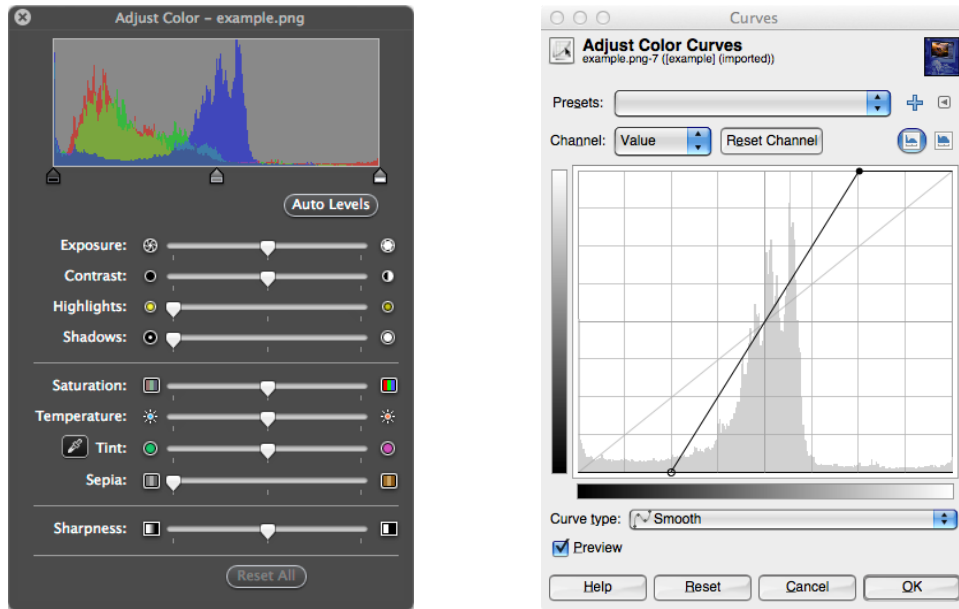 Adjust Color – example.png
Auto Levels
Exposure:
Contrast:
Highlights:
Shadows:
Saturation:
Temperature:
Tint:
Sepia:
Sharpness:
Reset All
Curves
Adjust Color Curves
example.png-7 ([example] (imported))
Presets:
Channel: Value Reset Channel
Curve type: Smooth
Preview
Help Reset Cancel OK